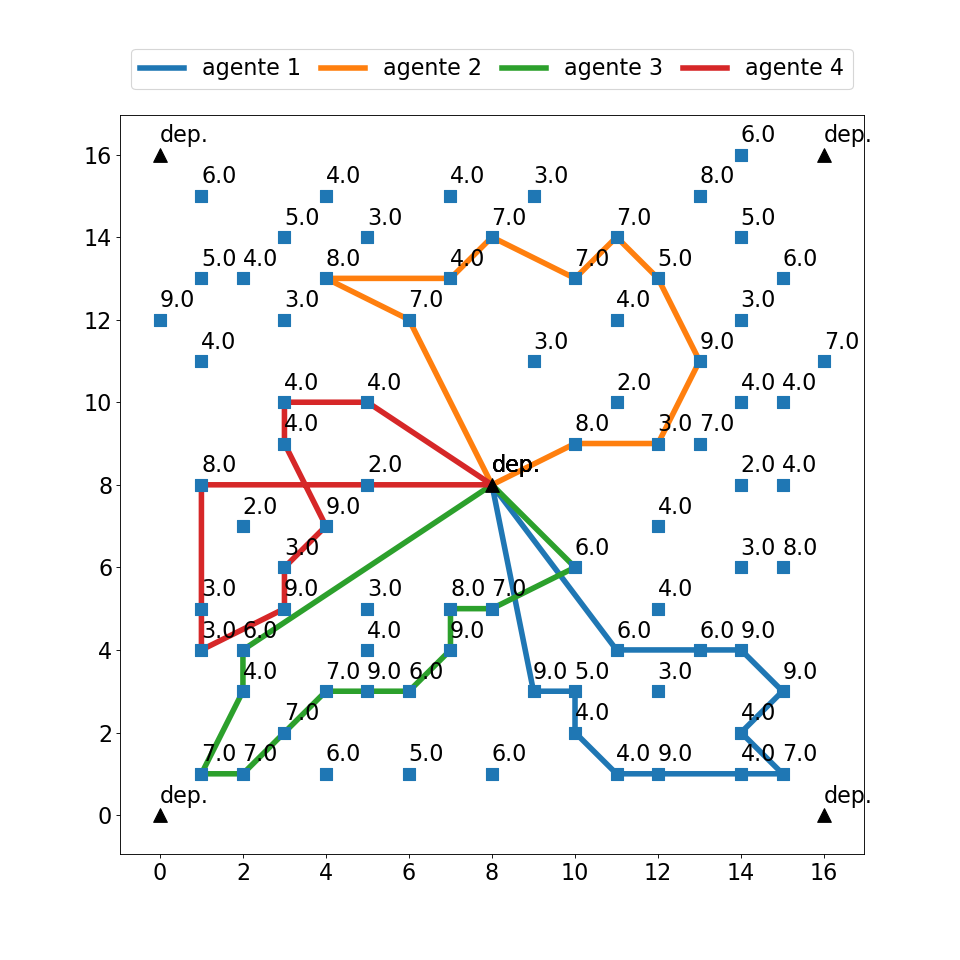 agente 1 agente 2 agente 3 agente 4
dep. 6.0 dep.
16
6.0 4.0 4.0 3.0 8.0
5.0 3.0 7.0 7.0 5.0
14
5.0 4.0 8.0 4.0 7.0 5.0 6.0
9.0 3.0 7.0 4.0 3.0
12
4.0 3.0 9.0 7.0
4.0 4.0 2.0 4.0 4.0
10
4.0 8.0 3.0 7.0
8.0 2.0 dep. 2.0 4.0
8
2.0 9.0 4.0
3.0 6.0 3.0 8.0
6
3.0 9.0 3.0 8.0 7.0 4.0
3.0 6.0 4.0 9.0 6.0 6.0 9.0
4
4.0 7.0 9.0 6.0 9.0 5.0 3.0 9.0
7.0 4.0 4.0
2
7.0 7.0 6.0 5.0 6.0 4.0 9.0 4.0 7.0
dep. dep.
0
0 2 4 6 8 10 12 14 16